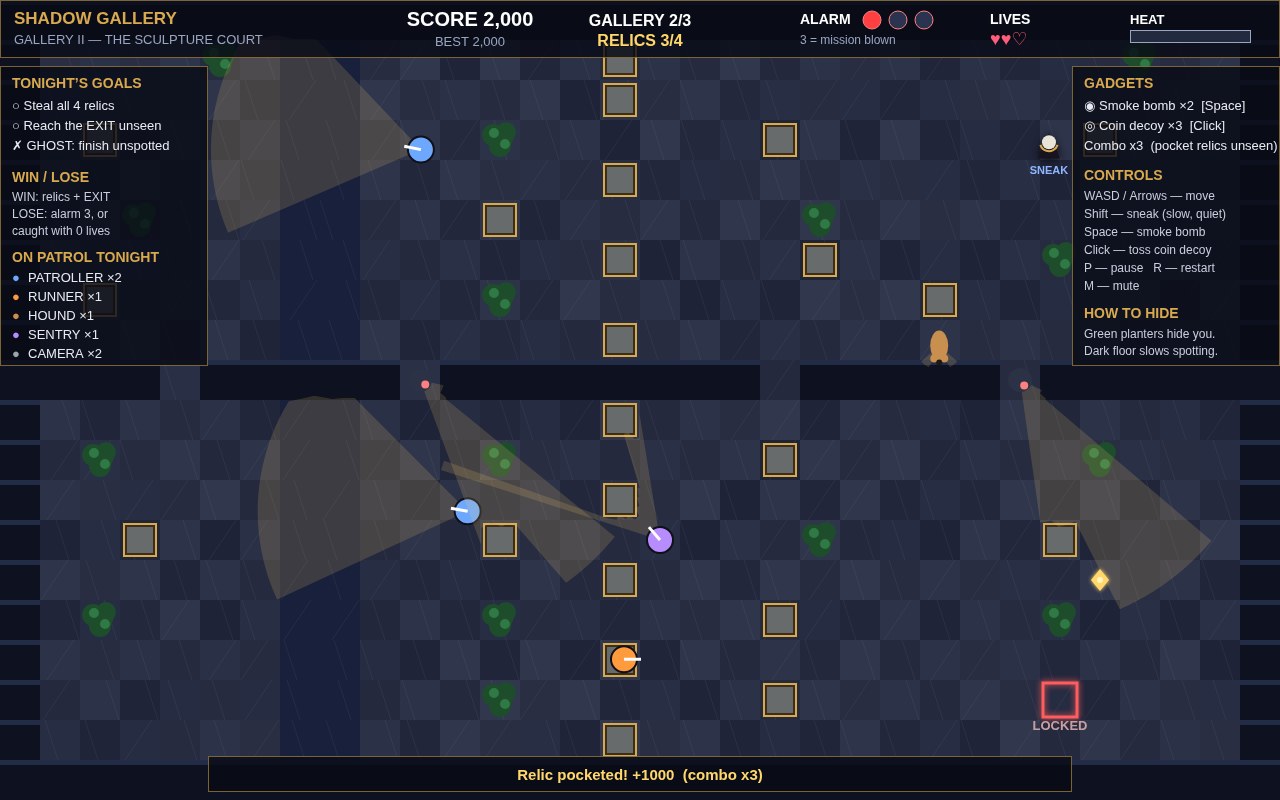 SHADOW GALLERY
GALLERY II — THE SCULPTURE COURT
SCORE 2,000
BEST 2,000
GALLERY 2/3
RELICS 3/4
ALARM
3 = mission blown
LIVES
♥♥♡
HEAT
TONIGHT'S GOALS
○ Steal all 4 relics
○ Reach the EXIT unseen
✗ GHOST: finish unspotted
WIN / LOSE
WIN: relics + EXIT
LOSE: alarm 3, or
caught with 0 lives
ON PATROL TONIGHT
● PATROLLER ×2
● RUNNER ×1
● HOUND ×1
● SENTRY ×1
● CAMERA ×2
SNEAK
GADGETS
◉ Smoke bomb ×2 [Space]
◎ Coin decoy ×3 [Click]
Combo x3 (pocket relics unseen)
CONTROLS
WASD / Arrows — move
Shift — sneak (slow, quiet)
Space — smoke bomb
Click — toss coin decoy
P — pause R — restart
M — mute
HOW TO HIDE
Green planters hide you.
Dark floor slows spotting.
LOCKED
Relic pocketed! +1000 (combo x3)